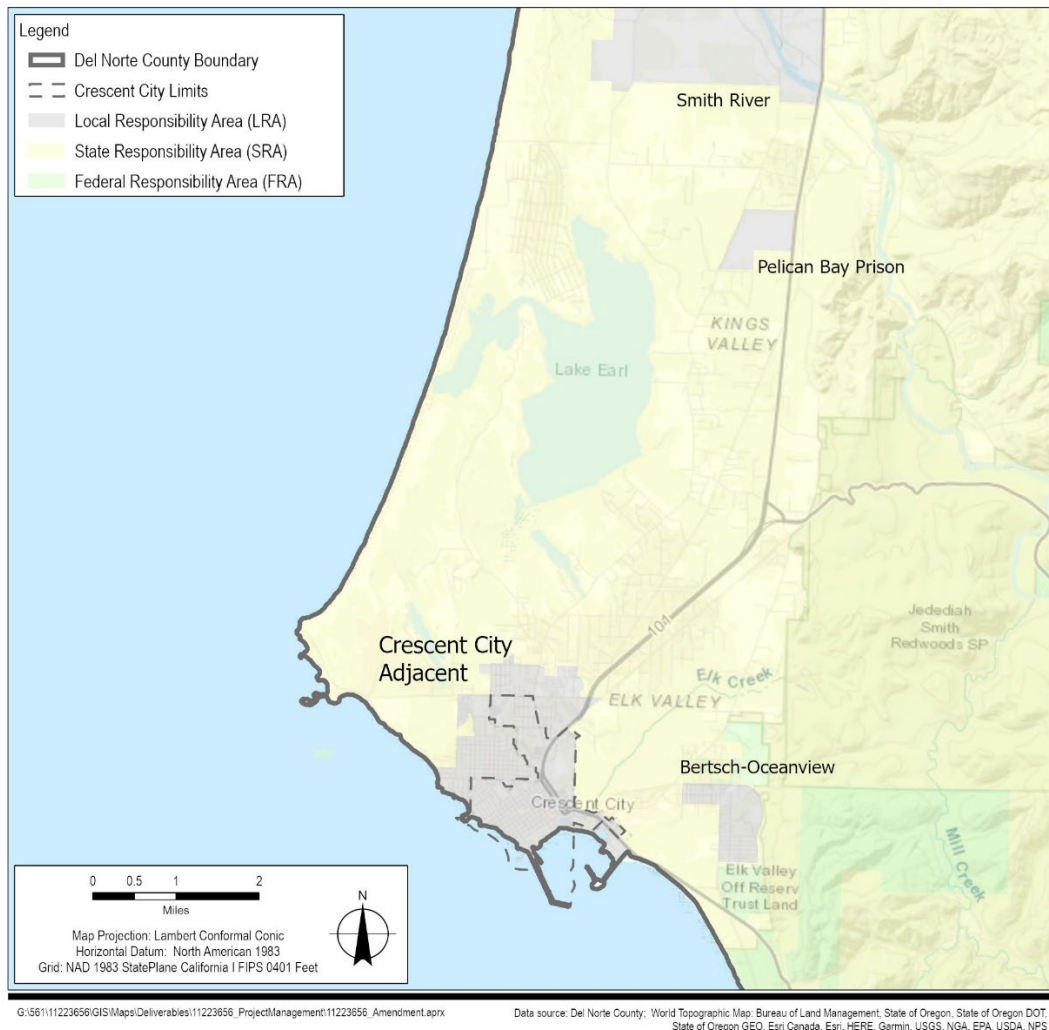 Legend
Del Norte County Boundary
Crescent City Limits
Local Responsibility Area (LRA)
State Responsibility Area (SRA)
Federal Responsibility Area (FRA)
Smith River
Pelican Bay Prison
KINGS
VALLEY
Lake Earl
101
Jedediah
Smith
Redwoods SP
Crescent City
Adjacent
Elk Creek
ELK VALLEY
Bertsch-Oceanview
Crescent City
Mill Creek
Elk Valley
Off Reserv
Trust Land
0 0.5 1 2
Miles
N
Map Projection: Lambert Conformal Conic
Horizontal Datum: North American 1983
Grid: NAD 1983 StatePlane California I FIPS 0401 Feet
G:\561\11223656\GIS\Maps\Deliverables\11223656_ProjectManagement\11223656_Amendment.aprx
Data source: Del Norte County; World Topographic Map: Bureau of Land Management, State of Oregon, State of Oregon DOT,
State of Oregon GEO, Esri Canada, Esri, HERE, Garmin, USGS, NGA, EPA, USDA, NPS